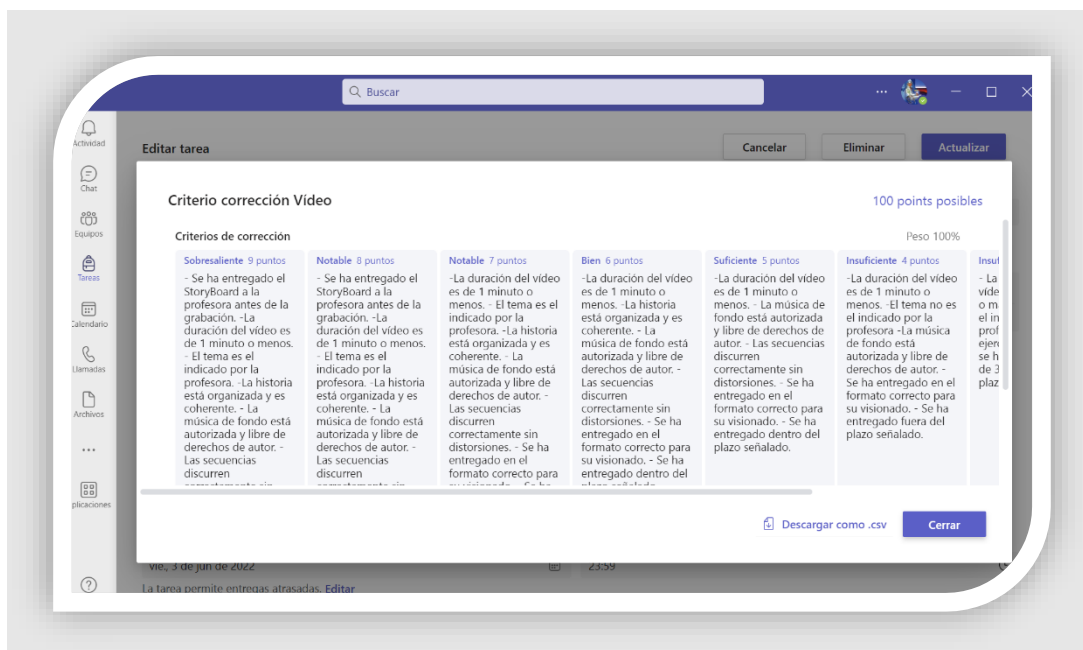 Buscar
Actividad
Chat
Equipos
Tareas
Calendario
Llamadas
Archivos
Editar tarea
Cancelar
Eliminar
Actualizar
Criterio corrección Vídeo
100 points posibles
Criterios de corrección
Peso 100%
Sobresaliente 9 puntos
- Se ha entregado el
StoryBoard a la
profesora antes de la
grabación. -La
duración del vídeo es
de 1 minuto o menos.
- El tema es el
indicado por la
profesora. -La historia
está organizada y es
coherente. - La
música de fondo está
autorizada y libre de
derechos de autor. -
Las secuencias
discurren
Notable 8 puntos
- Se ha entregado el
StoryBoard a la
profesora antes de la
grabación. -La
duración del vídeo es
de 1 minuto o menos.
- El tema es el
indicado por la
profesora. -La historia
está organizada y es
coherente. - La
música de fondo está
autorizada y libre de
derechos de autor. -
Las secuencias
discurren
Notable 7 puntos
-La duración del vídeo
es de 1 minuto o
menos. - El tema es el
indicado por la
profesora. -La historia
está organizada y es
coherente. - La
música de fondo está
autorizada y libre de
derechos de autor. -
Las secuencias
discurren
correctamente sin
distorsiones. - Se ha
entregado en el
formato correcto para
Bien 6 puntos
-La duración del vídeo
es de 1 minuto o
menos. -La historia
está organizada y es
coherente. - La
música de fondo está
autorizada y libre de
derechos de autor. -
Las secuencias
discurren
correctamente sin
distorsiones. - Se ha
entregado en el
formato correcto para
su visionado. - Se ha
entregado dentro del
plazo señalado.
Suficiente 5 puntos
-La duración del vídeo
es de 1 minuto o
menos. - La música de
fondo está autorizada
y libre de derechos de
autor. - Las secuencias
discurren
correctamente sin
distorsiones. - Se ha
entregado en el
formato correcto para
su visionado. - Se ha
entregado dentro del
plazo señalado.
Insuficiente 4 puntos
-La duración del vídeo
es de 1 minuto o
menos. -El tema no es
el indicado por la
profesora -La música
de fondo está
autorizada y libre de
derechos de autor. -
Se ha entregado en el
formato correcto para
su visionado. - Se ha
entregado fuera del
plazo señalado.
Insuf
- La
víde
o m
el in
prof
ejer
se h
de 3
plaz
Descargar como .csv
Cerrar
vie., 3 de jun de 2022
23:59
La tarea permite entregas atrasadas. Editar